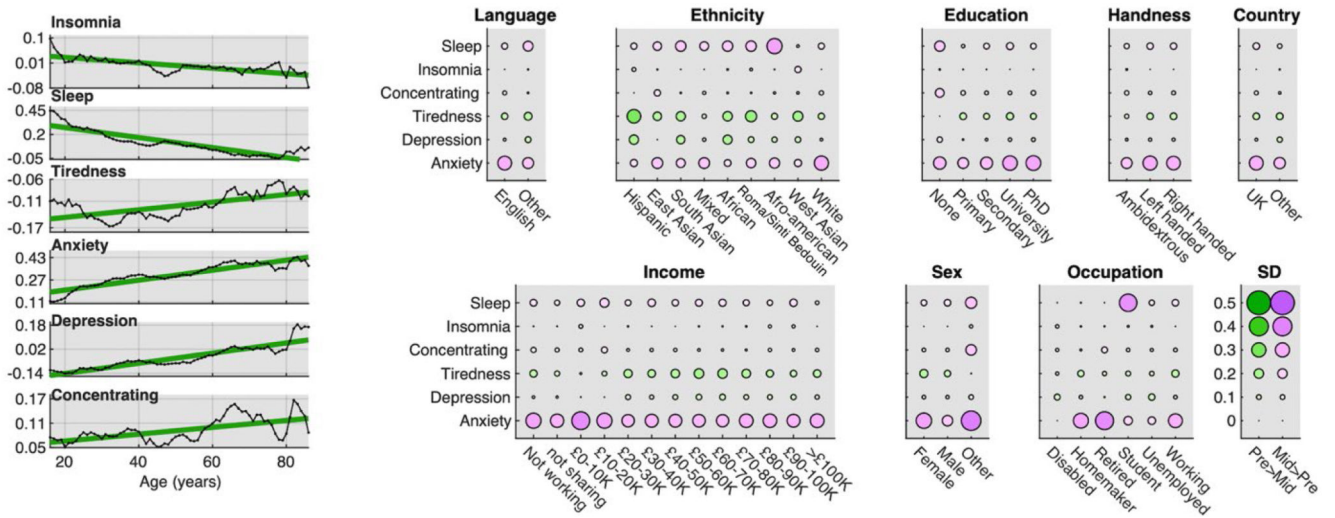 Insomnia
0.1
0.01
-0.08
Sleep
0.45
0.2
-0.05
Tiredness
-0.06
-0.11
-0.17
Anxiety
0.43
0.27
0.11
Depression
0.18
0.02
-0.14
Concentrating
0.17
0.11
0.05
20 40 60 80
Age (years)
Language Ethnicity Education Handness Country
Sleep
Insomnia
Concentrating
Tiredness
Depression
Anxiety
English
Other
Hispanic
East Asian
South Asian
Mixed
African
Roma/Sinti Bedouin
Afro-american
West Asian
White
None
Primary
Secondary
University
PhD
Ambidextrous
Left handed
Right handed
UK
Other
Income Sex Occupation SD
Sleep
Insomnia
Concentrating
Tiredness
Depression
Anxiety
Not working
not sharing
£0-10K
£10-20K
£20-30K
£30-40K
£40-50K
£50-60K
£60-70K
£70-80K
£80-90K
£90-100K
>£100K
Female
Male
Other
Disabled
Homemaker
Retired
Student
Unemployed
Working
0.5
0.4
0.3
0.2
0.1
0
Pre>Mid
Mid>Pre